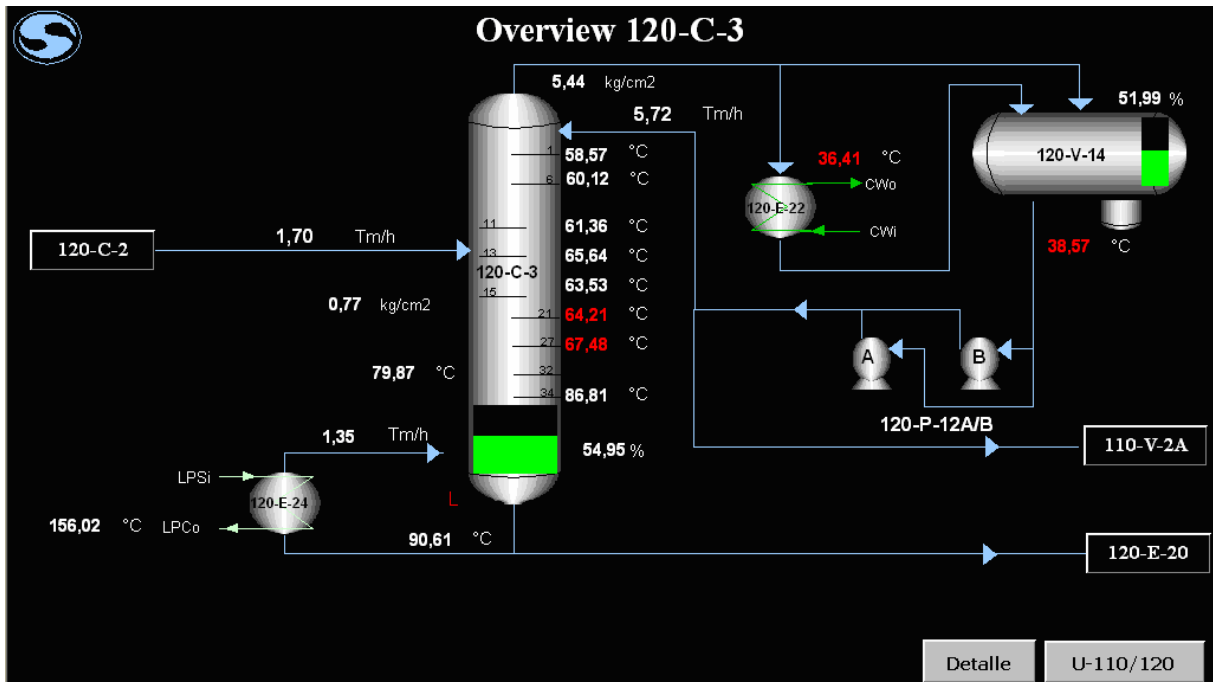 Overview 120-C-3
5,44 kg/cm2
5,72 Tm/h
51,99 %
120-V-14
36,41 °C
CWo
120-E-22
CWi
38,57 °C
1 58,57 °C
6 60,12 °C
11 61,36 °C
120-C-2
1,70 Tm/h
13 65,64 °C
120-C-3
15 63,53 °C
0,77 kg/cm2
21 64,21 °C
27 67,48 °C
A
B
79,87 °C
32
34 86,81 °C
120-P-12A/B
1,35 Tm/h
54,95 %
110-V-2A
LPSi
120-E-24
L
156,02 °C LPCo
90,61 °C
120-E-20
Detalle
U-110/120